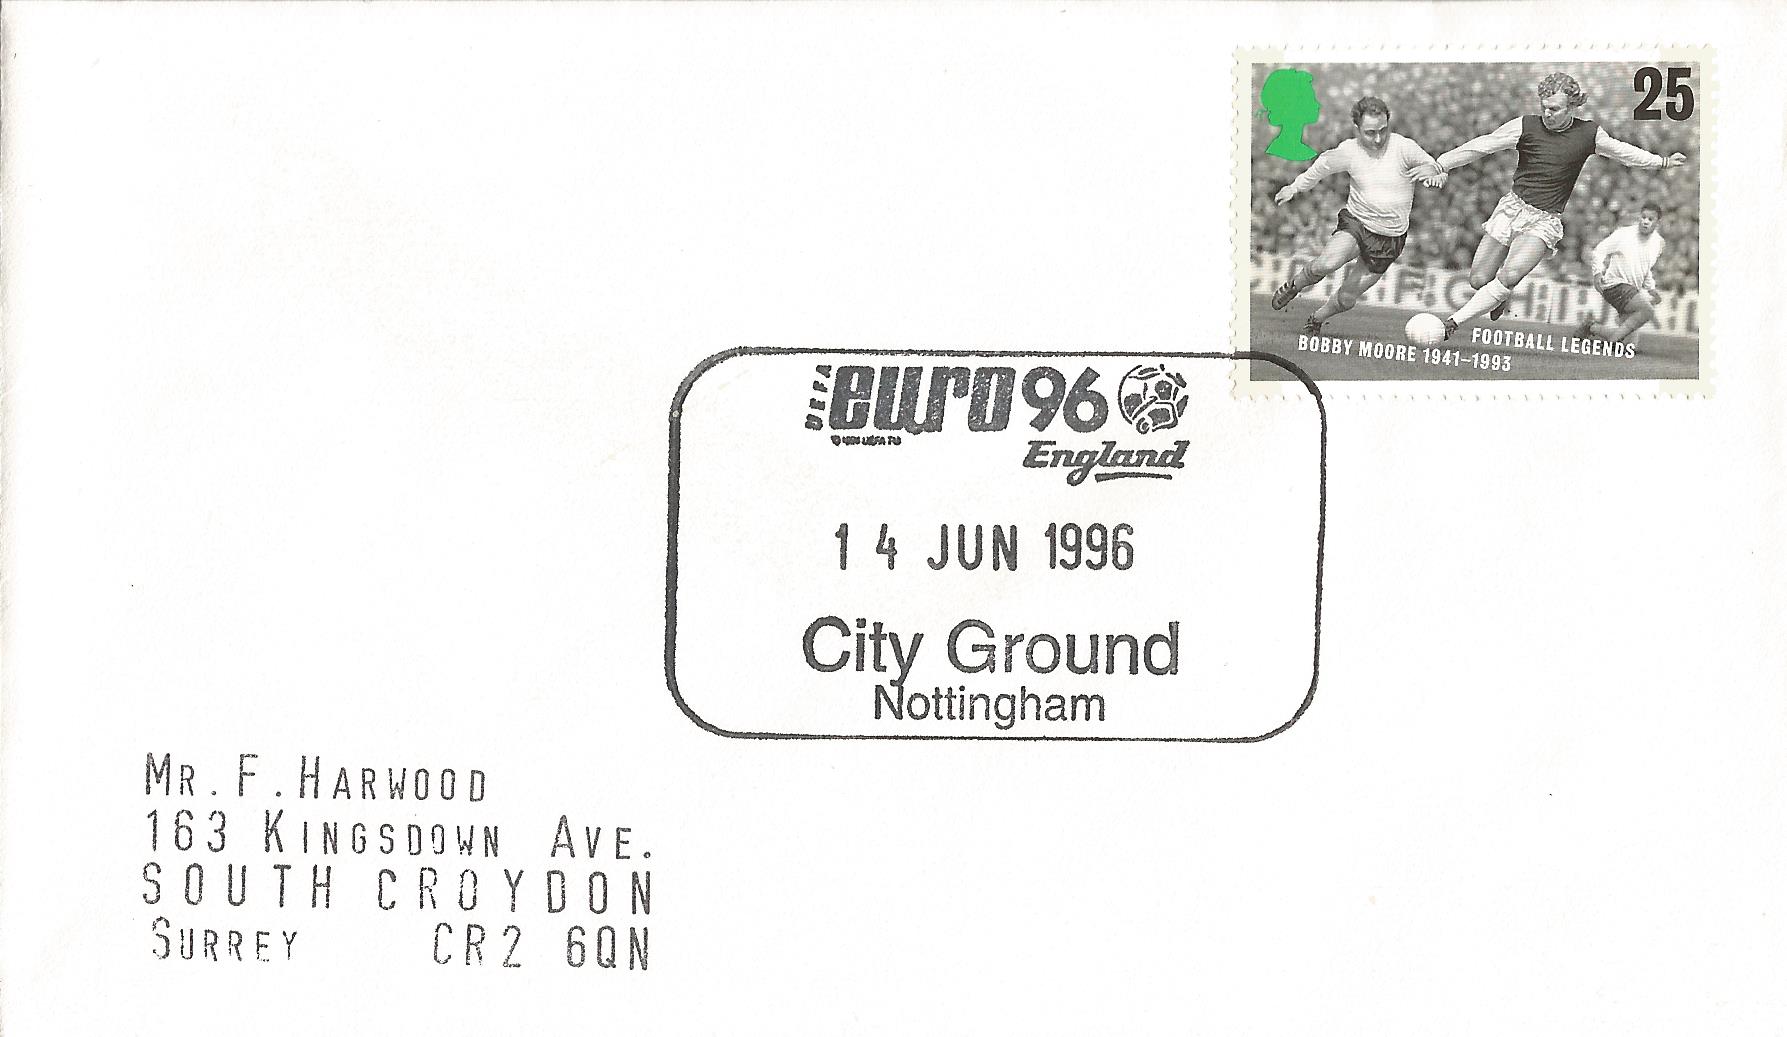 25
BOBBY MOORE 1941–1993
FOOTBALL LEGENDS
UEFA euro 96
England
14 JUN 1996
City Ground
Nottingham
MR. F. HARWOOD
163 KINGSDOWN AVE.
SOUTH CROYDON
SURREY CR2 6QN